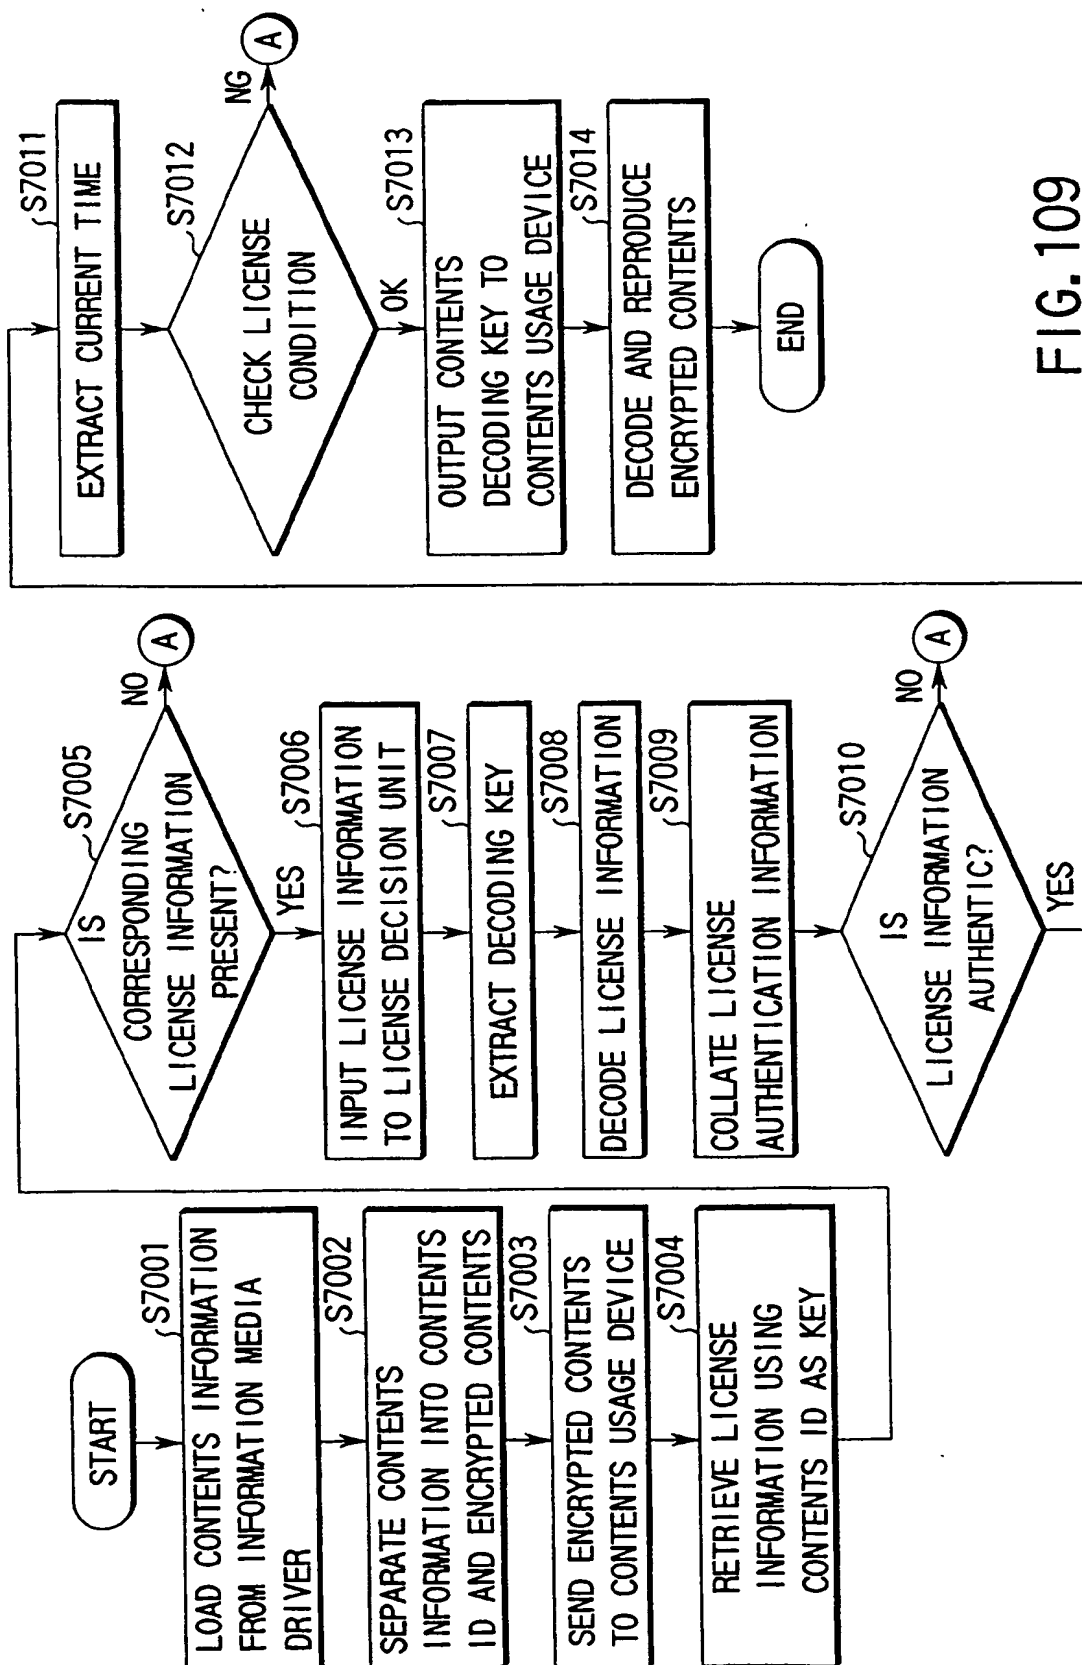 START
S7001
LOAD CONTENTS INFORMATION
FROM INFORMATION MEDIA
DRIVER
S7002
SEPARATE CONTENTS
INFORMATION INTO CONTENTS
ID AND ENCRYPTED CONTENTS
S7003
SEND ENCRYPTED CONTENTS
TO CONTENTS USAGE DEVICE
S7004
RETRIEVE LICENSE
INFORMATION USING
CONTENTS ID AS KEY
S7005
IS
CORRESPONDING
LICENSE INFORMATION
PRESENT?
NO
A
YES
S7006
INPUT LICENSE INFORMATION
TO LICENSE DECISION UNIT
S7007
EXTRACT DECODING KEY
S7008
DECODE LICENSE INFORMATION
S7009
COLLATE LICENSE
AUTHENTICATION INFORMATION
S7010
IS
LICENSE INFORMATION
AUTHENTIC?
NO
A
YES
S7011
EXTRACT CURRENT TIME
S7012
CHECK LICENSE
CONDITION
NG
A
OK
S7013
OUTPUT CONTENTS
DECODING KEY TO
CONTENTS USAGE DEVICE
S7014
DECODE AND REPRODUCE
ENCRYPTED CONTENTS
END
FIG. 109